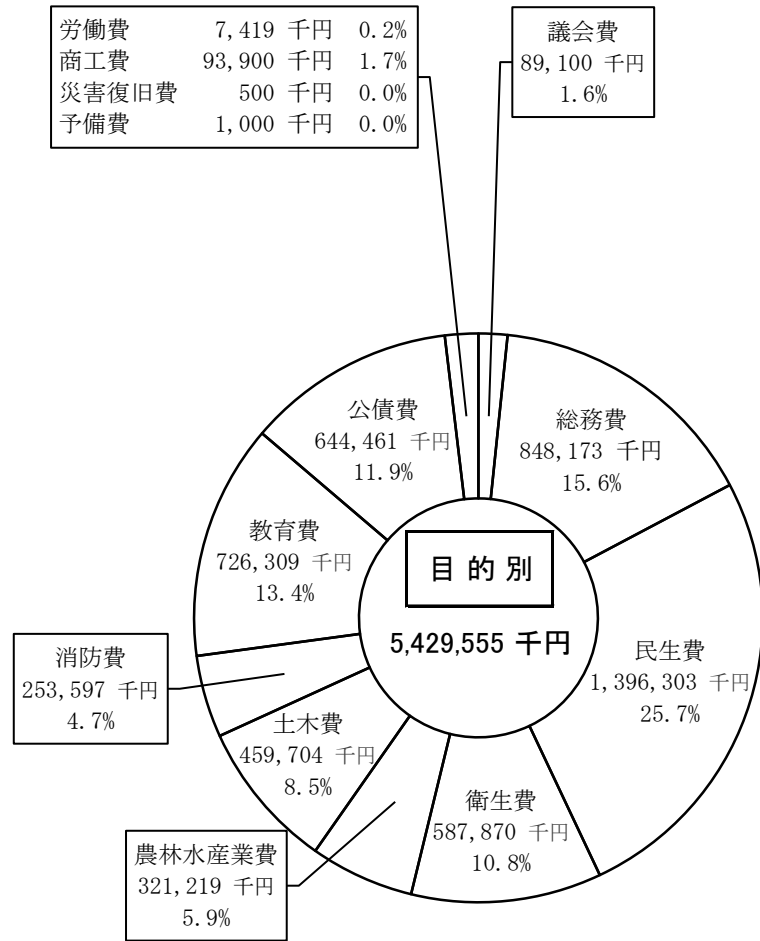 労働費 7,419 千円 0.2%
商工費 93,900 千円 1.7%
災害復旧費 500 千円 0.0%
予備費 1,000 千円 0.0%
議会費
89,100 千円
1.6%
総務費
848,173 千円
15.6%
民生費
1,396,303 千円
25.7%
衛生費
587,870 千円
10.8%
農林水産業費
321,219 千円
5.9%
土木費
459,704 千円
8.5%
消防費
253,597 千円
4.7%
教育費
726,309 千円
13.4%
公債費
644,461 千円
11.9%
目的別
5,429,555 千円